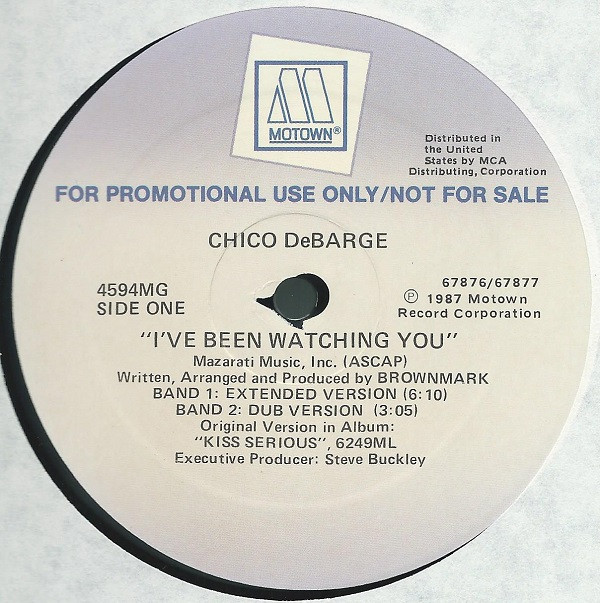 MOTOWN®
Distributed in
the United
States by MCA
Distributing, Corporation
FOR PROMOTIONAL USE ONLY/NOT FOR SALE
CHICO DeBARGE
4594MG
SIDE ONE
67876/67877
Ⓟ 1987 Motown
Record Corporation
"I'VE BEEN WATCHING YOU"
Mazarati Music, Inc. (ASCAP)
Written, Arranged and Produced by BROWNMARK
BAND 1: EXTENDED VERSION (6:10)
BAND 2: DUB VERSION (3:05)
Original Version in Album:
"KISS SERIOUS", 6249ML
Executive Producer: Steve Buckley